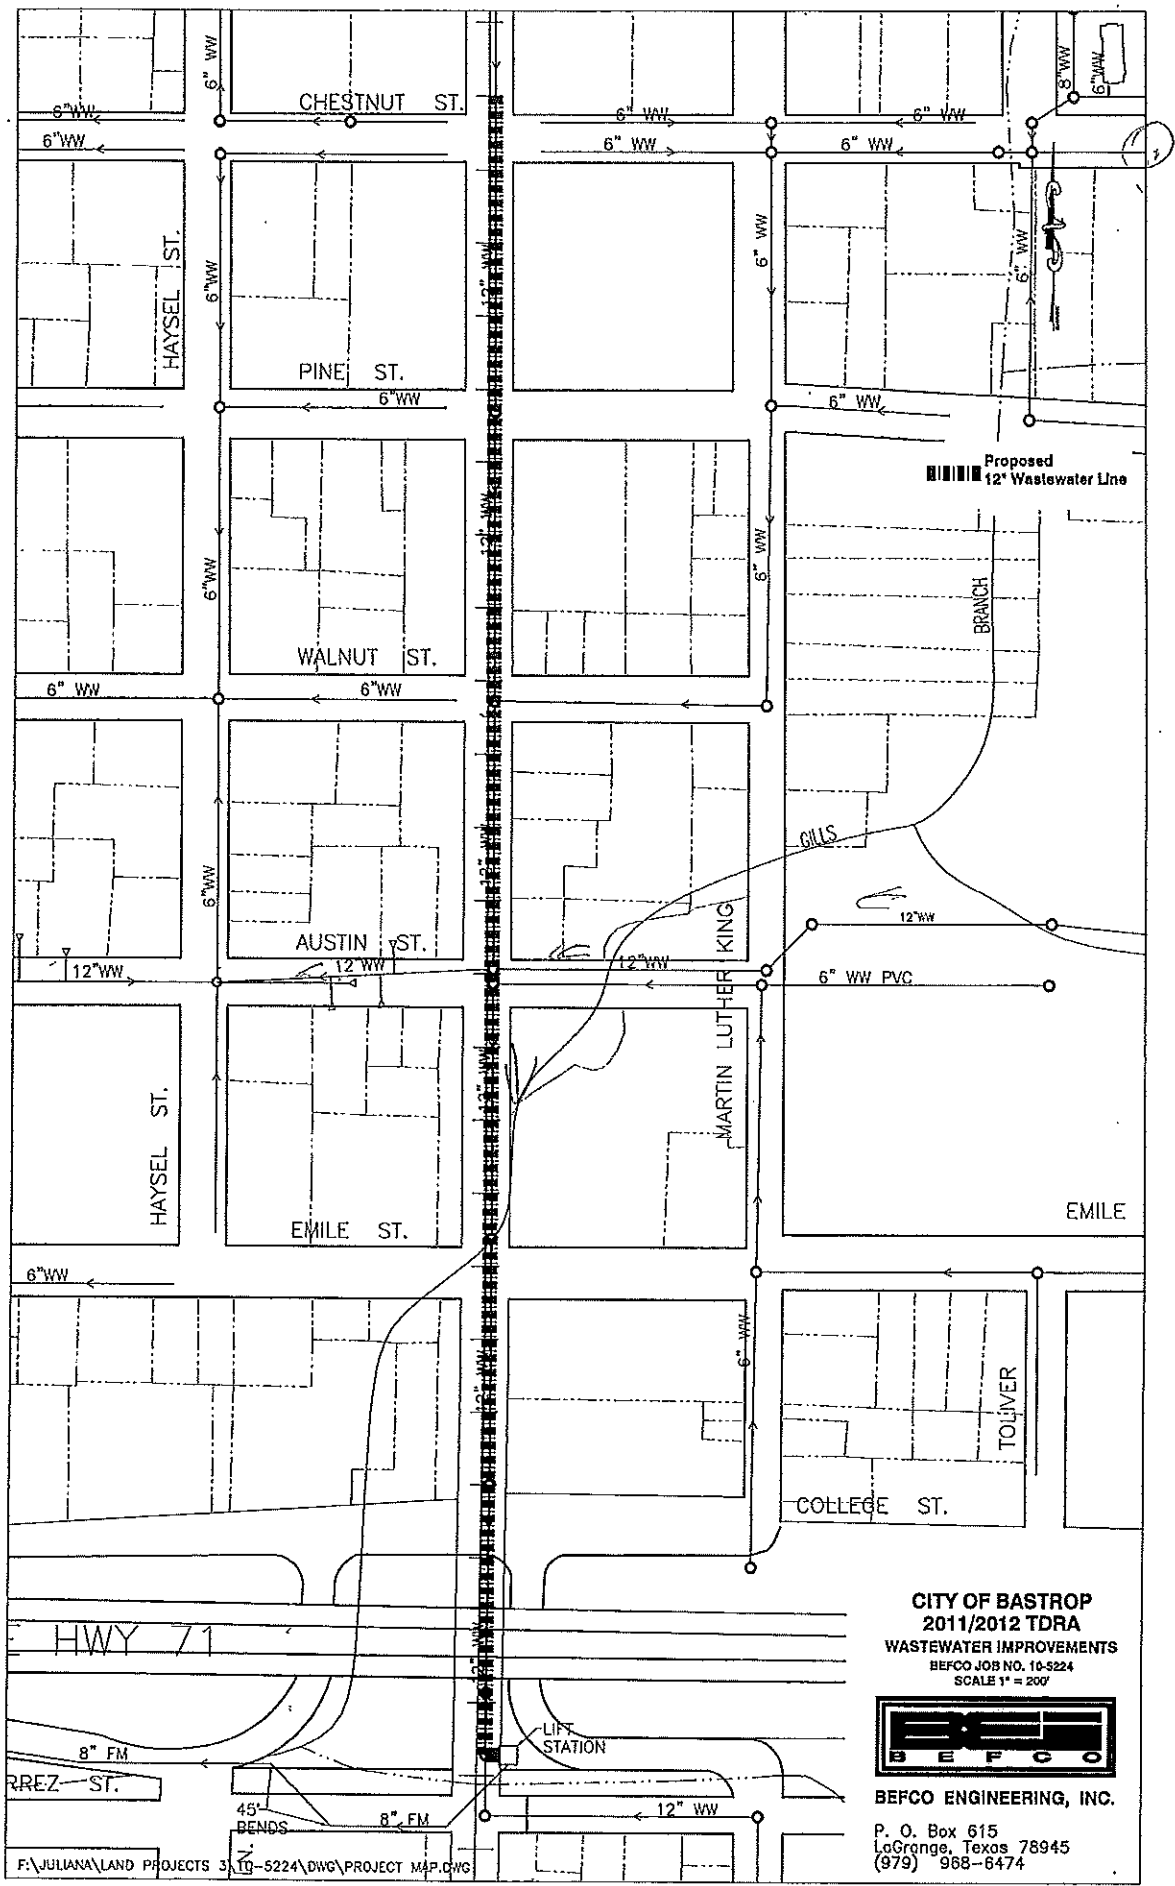 6" WW
8"WW
6"WW
CHESTNUT ST.
6"WW
6" WW
6" WW
6"WW
6" WW
6" WW
HAYSEL ST.
6"WW
12" WW
6" WW
6" WW
PINE ST.
6"WW
6" WW
Proposed
12" Wastewater Line
12" WW
6"WW
6" WW
BRANCH
WALNUT ST.
6" WW
6"WW
12" WW
GILLS
6"WW
12"WW
MARTIN LUTHER KING
AUSTIN ST.
12"WW
12"WW
12"WW
6" WW PVC
12" WW
HAYSEL ST.
EMILE ST.
EMILE
6"WW
12" WW
6" WW
TOLIVER
COLLEGE ST.
E HWY 71
12" WW
LIFT
STATION
8" FM
RREZ ST.
45°
BENDS
8" FM
12" WW
N.
CITY OF BASTROP
2011/2012 TDRA
WASTEWATER IMPROVEMENTS
BEFCO JOB NO. 10-5224
SCALE 1" = 200'
BEFCO
BEFCO ENGINEERING, INC.
P. O. Box 615
LaGrange, Texas 78945
(979) 968-6474
F:\JULIANA\LAND PROJECTS 3\10-5224\DWG\PROJECT MAP.DWG